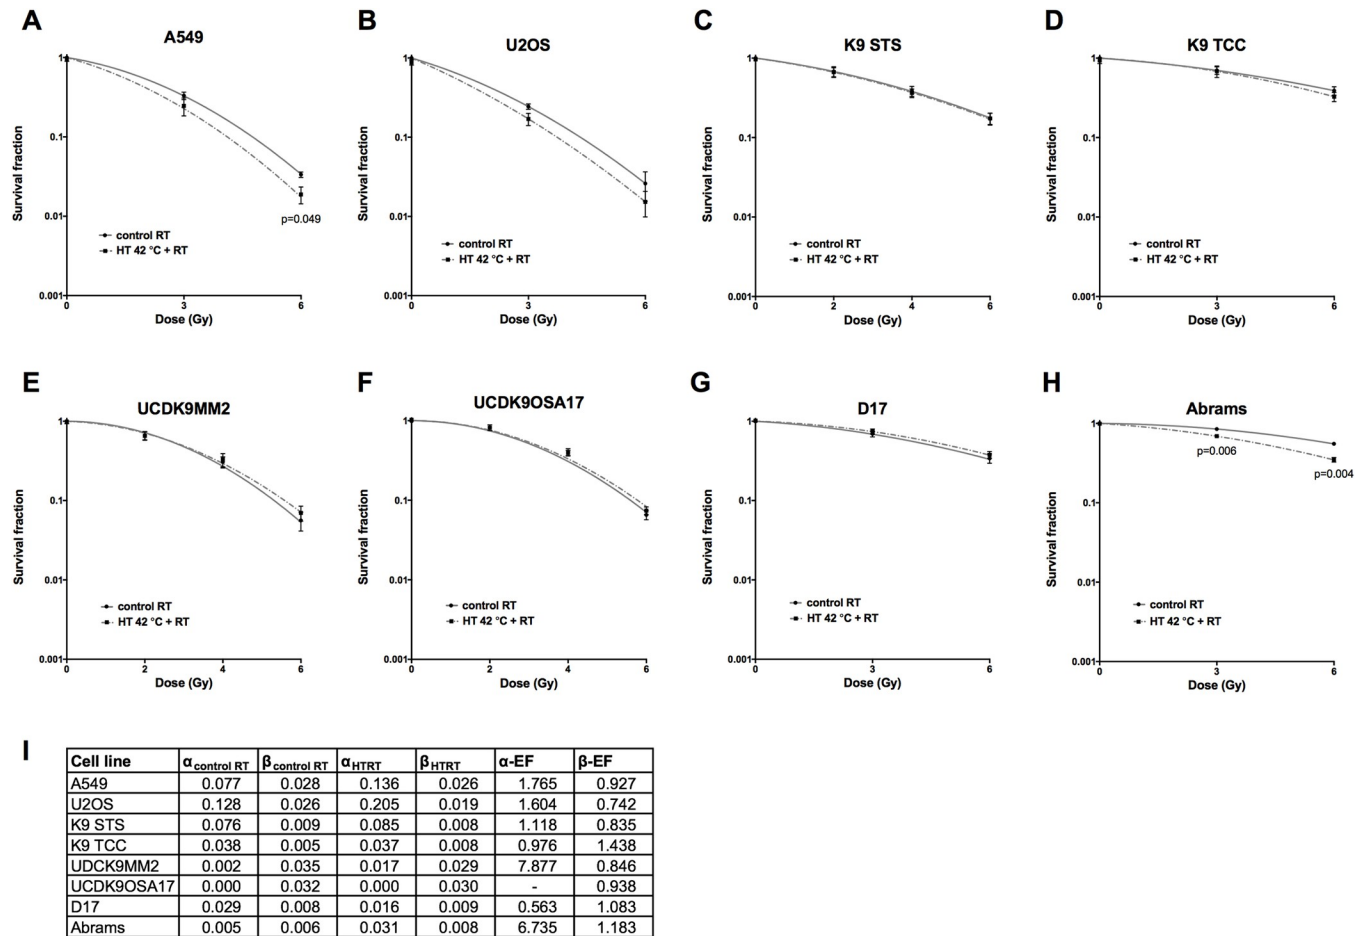 A
A549
Survival fraction
1
0.1
0.01
0.001
0
3
6
p=0.049
control RT
HT 42 °C + RT
Dose (Gy)
B
U2OS
Survival fraction
1
0.1
0.01
0.001
0
3
6
control RT
HT 42 °C + RT
Dose (Gy)
C
K9 STS
Survival fraction
1
0.1
0.01
0.001
0
2
4
6
control RT
HT 42 °C + RT
Dose (Gy)
D
K9 TCC
Survival fraction
1
0.1
0.01
0.001
0
3
6
control RT
HT 42 °C + RT
Dose (Gy)
E
UCDK9MM2
Survival fraction
1
0.1
0.01
0.001
0
2
4
6
control RT
HT 42 °C + RT
Dose (Gy)
F
UCDK9OSA17
Survival fraction
1
0.1
0.01
0.001
0
2
4
6
control RT
HT 42 °C + RT
Dose (Gy)
G
D17
Survival fraction
1
0.1
0.01
0.001
0
3
6
control RT
HT 42 °C + RT
Dose (Gy)
H
Abrams
Survival fraction
1
0.1
0.01
0.001
0
3
6
p=0.006
p=0.004
control RT
HT 42 °C + RT
Dose (Gy)
I
Cell line α control RT β control RT α HTRT β HTRT α-EF β-EF
A549 0.077 0.028 0.136 0.026 1.765 0.927
U2OS 0.128 0.026 0.205 0.019 1.604 0.742
K9 STS 0.076 0.009 0.085 0.008 1.118 0.835
K9 TCC 0.038 0.005 0.037 0.008 0.976 1.438
UDCK9MM2 0.002 0.035 0.017 0.029 7.877 0.846
UCDK9OSA17 0.000 0.032 0.000 0.030 - 0.938
D17 0.029 0.008 0.016 0.009 0.563 1.083
Abrams 0.005 0.006 0.031 0.008 6.735 1.183